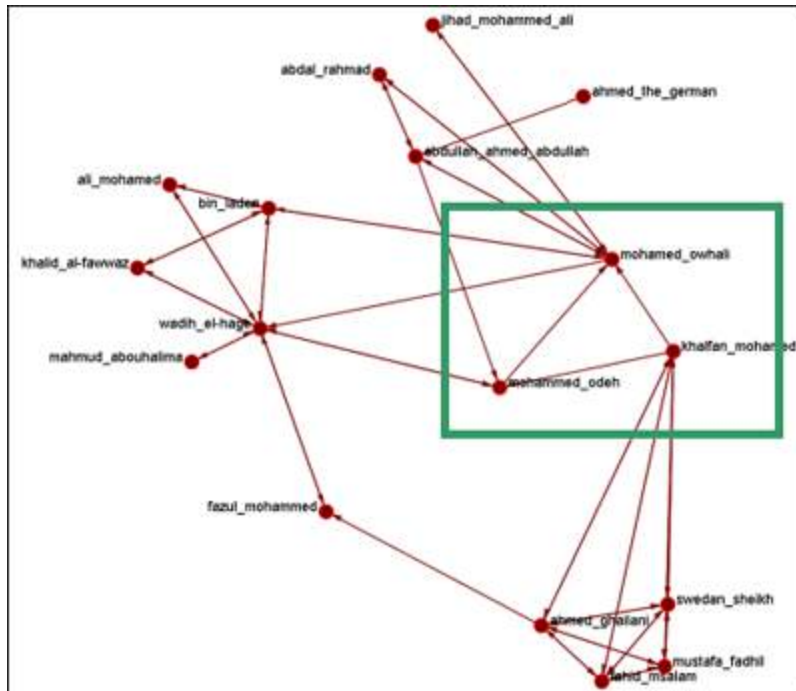 jihad_mohammed_ali
abdal_rahmad
ahmed_the_german
abdullah_ahmed_abdullah
ali_mohamed
bin_laden
mohamed_owhali
khalid_al-fawwaz
wadih_el-hage
khalfan_mohamed
mahmud_abouhalima
mohammed_odeh
fazul_mohammed
swedan_sheikh
ahmed_ghailani
mustafa_fadhil
fahid_msalam